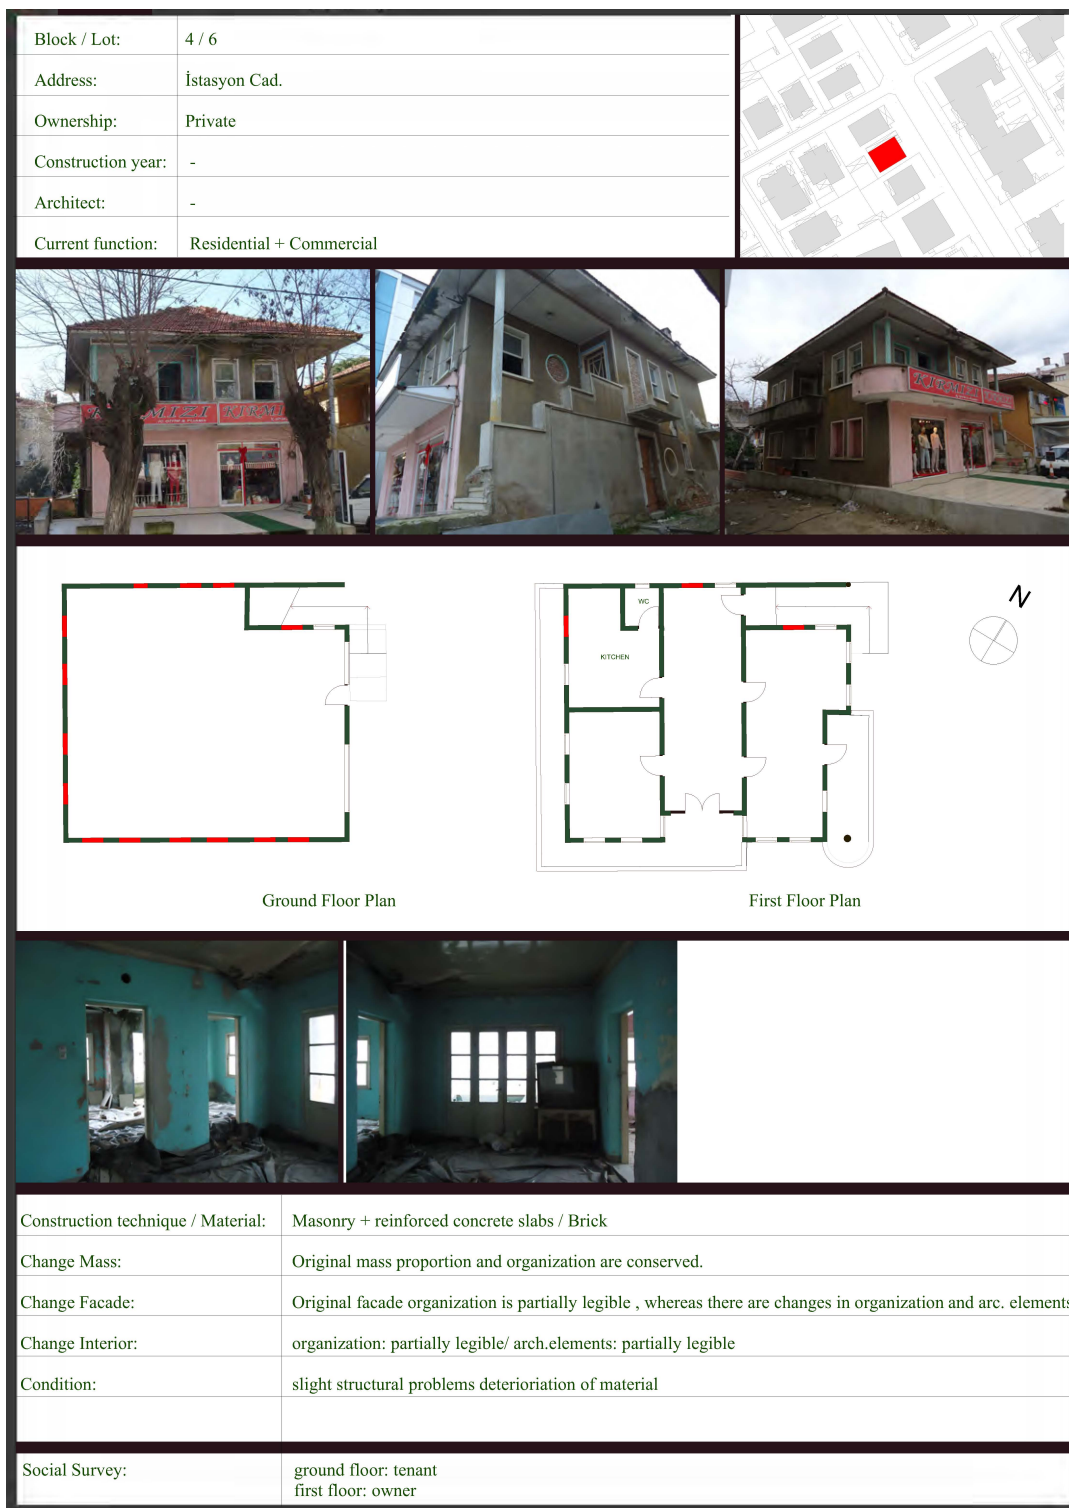 Block / Lot: 4 / 6
Address: İstasyon Cad.
Ownership: Private
Construction year: -
Architect: -
Current function: Residential + Commercial
KIRMIZI KIRMI
KIRMIZI
WC
KITCHEN
N
Ground Floor Plan First Floor Plan
Construction technique / Material: Masonry + reinforced concrete slabs / Brick
Change Mass: Original mass proportion and organization are conserved.
Change Facade: Original facade organization is partially legible , whereas there are changes in organization and arc. elements
Change Interior: organization: partially legible/ arch.elements: partially legible
Condition: slight structural problems deterioriation of material
Social Survey: ground floor: tenant
first floor: owner